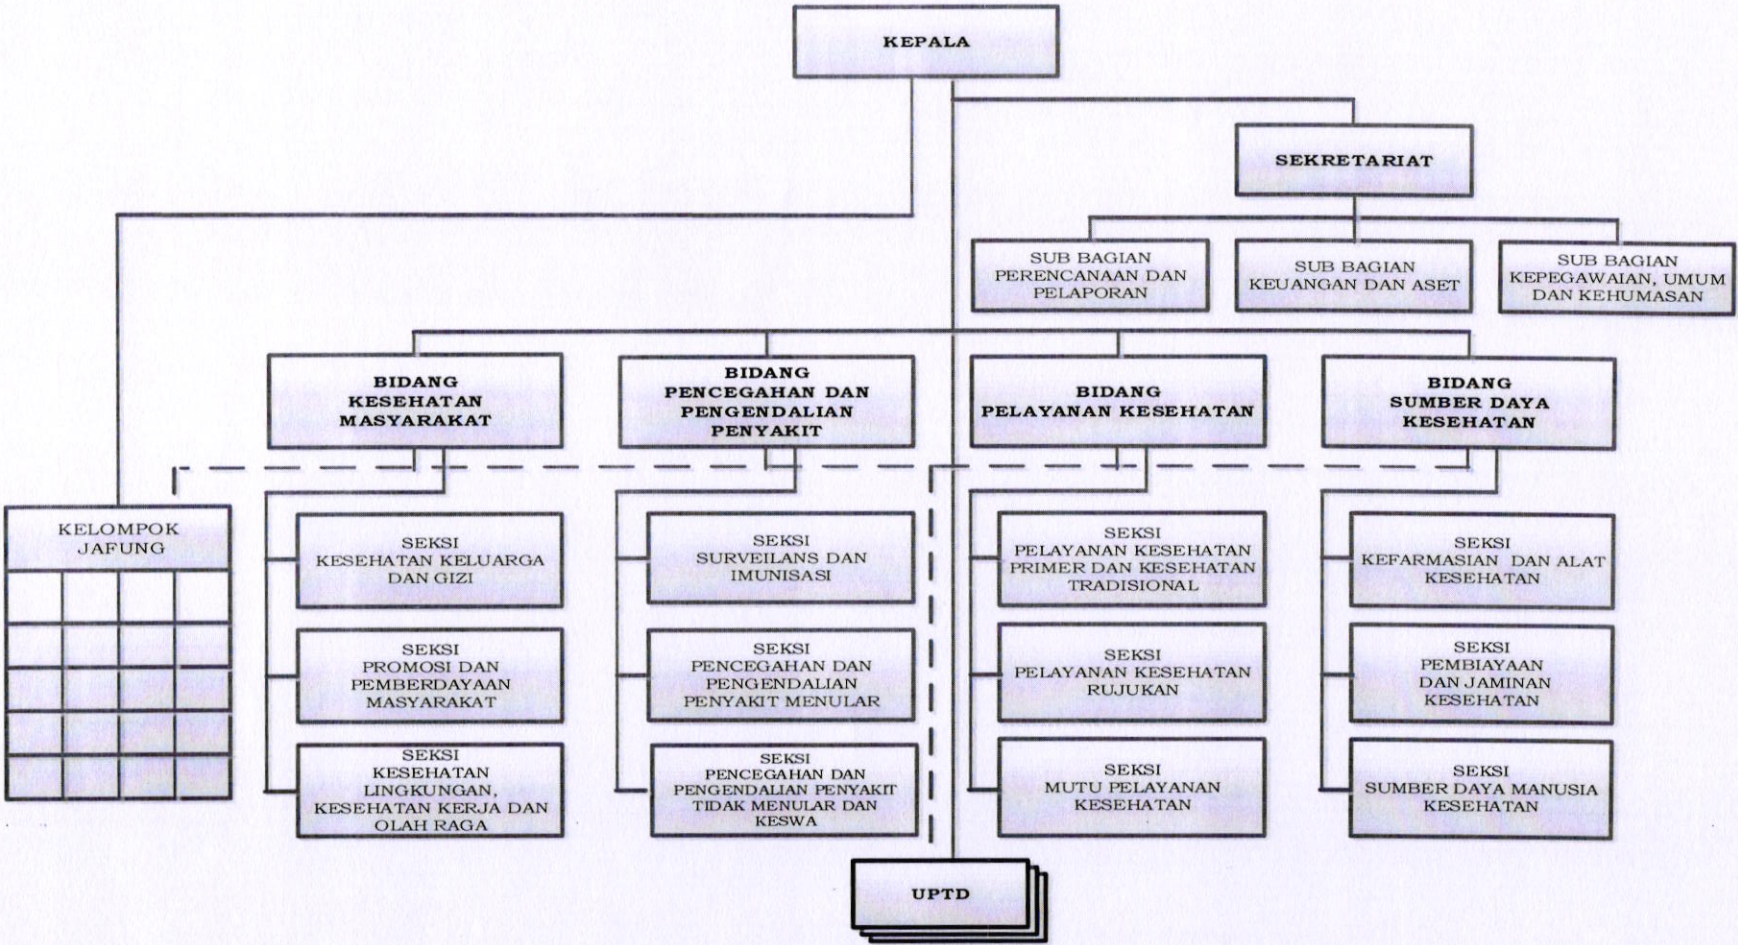 KEPALA
SEKRETARIAT
SUB BAGIAN
PERENCANAAN DAN
PELAPORAN
SUB BAGIAN
KEUANGAN DAN ASET
SUB BAGIAN
KEPEGAWAIAN, UMUM
DAN KEHUMASAN
BIDANG
KESEHATAN
MASYARAKAT
BIDANG
PENCEGAHAN DAN
PENGENDALIAN
PENYAKIT
BIDANG
PELAYANAN KESEHATAN
BIDANG
SUMBER DAYA
KESEHATAN
KELOMPOK
JAFUNG
SEKSI
KESEHATAN KELUARGA
DAN GIZI
SEKSI
PROMOSI DAN
PEMBERDAYAAN
MASYARAKAT
SEKSI
KESEHATAN
LINGKUNGAN,
KESEHATAN KERJA DAN
OLAH RAGA
SEKSI
SURVEILANS DAN
IMUNISASI
SEKSI
PENCEGAHAN DAN
PENGENDALIAN
PENYAKIT MENULAR
SEKSI
PENCEGAHAN DAN
PENGENDALIAN PENYAKIT
TIDAK MENULAR DAN
KESWA
SEKSI
PELAYANAN KESEHATAN
PRIMER DAN KESEHATAN
TRADISIONAL
SEKSI
PELAYANAN KESEHATAN
RUJUKAN
SEKSI
MUTU PELAYANAN
KESEHATAN
SEKSI
KEFARMASIAN DAN ALAT
KESEHATAN
SEKSI
PEMBIAYAAN
DAN JAMINAN
KESEHATAN
SEKSI
SUMBER DAYA MANUSIA
KESEHATAN
UPTD